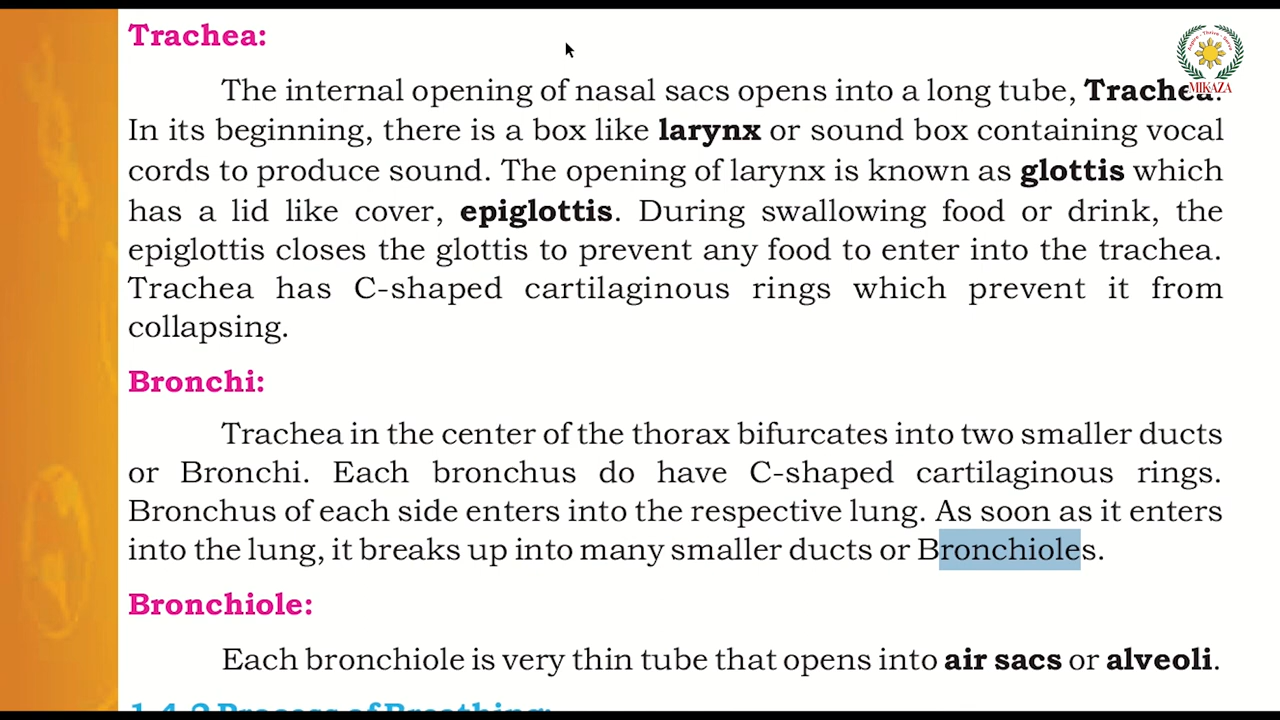 Trachea:
The internal opening of nasal sacs opens into a long tube, Trachea.
In its beginning, there is a box like larynx or sound box containing vocal
cords to produce sound. The opening of larynx is known as glottis which
has a lid like cover, epiglottis. During swallowing food or drink, the
epiglottis closes the glottis to prevent any food to enter into the trachea.
Trachea has C-shaped cartilaginous rings which prevent it from
collapsing.
Bronchi:
Trachea in the center of the thorax bifurcates into two smaller ducts
or Bronchi. Each bronchus do have C-shaped cartilaginous rings.
Bronchus of each side enters into the respective lung. As soon as it enters
into the lung, it breaks up into many smaller ducts or Bronchioles.
Bronchiole:
Each bronchiole is very thin tube that opens into air sacs or alveoli.
1.4.2 Process of Breathing:
MIKAZA